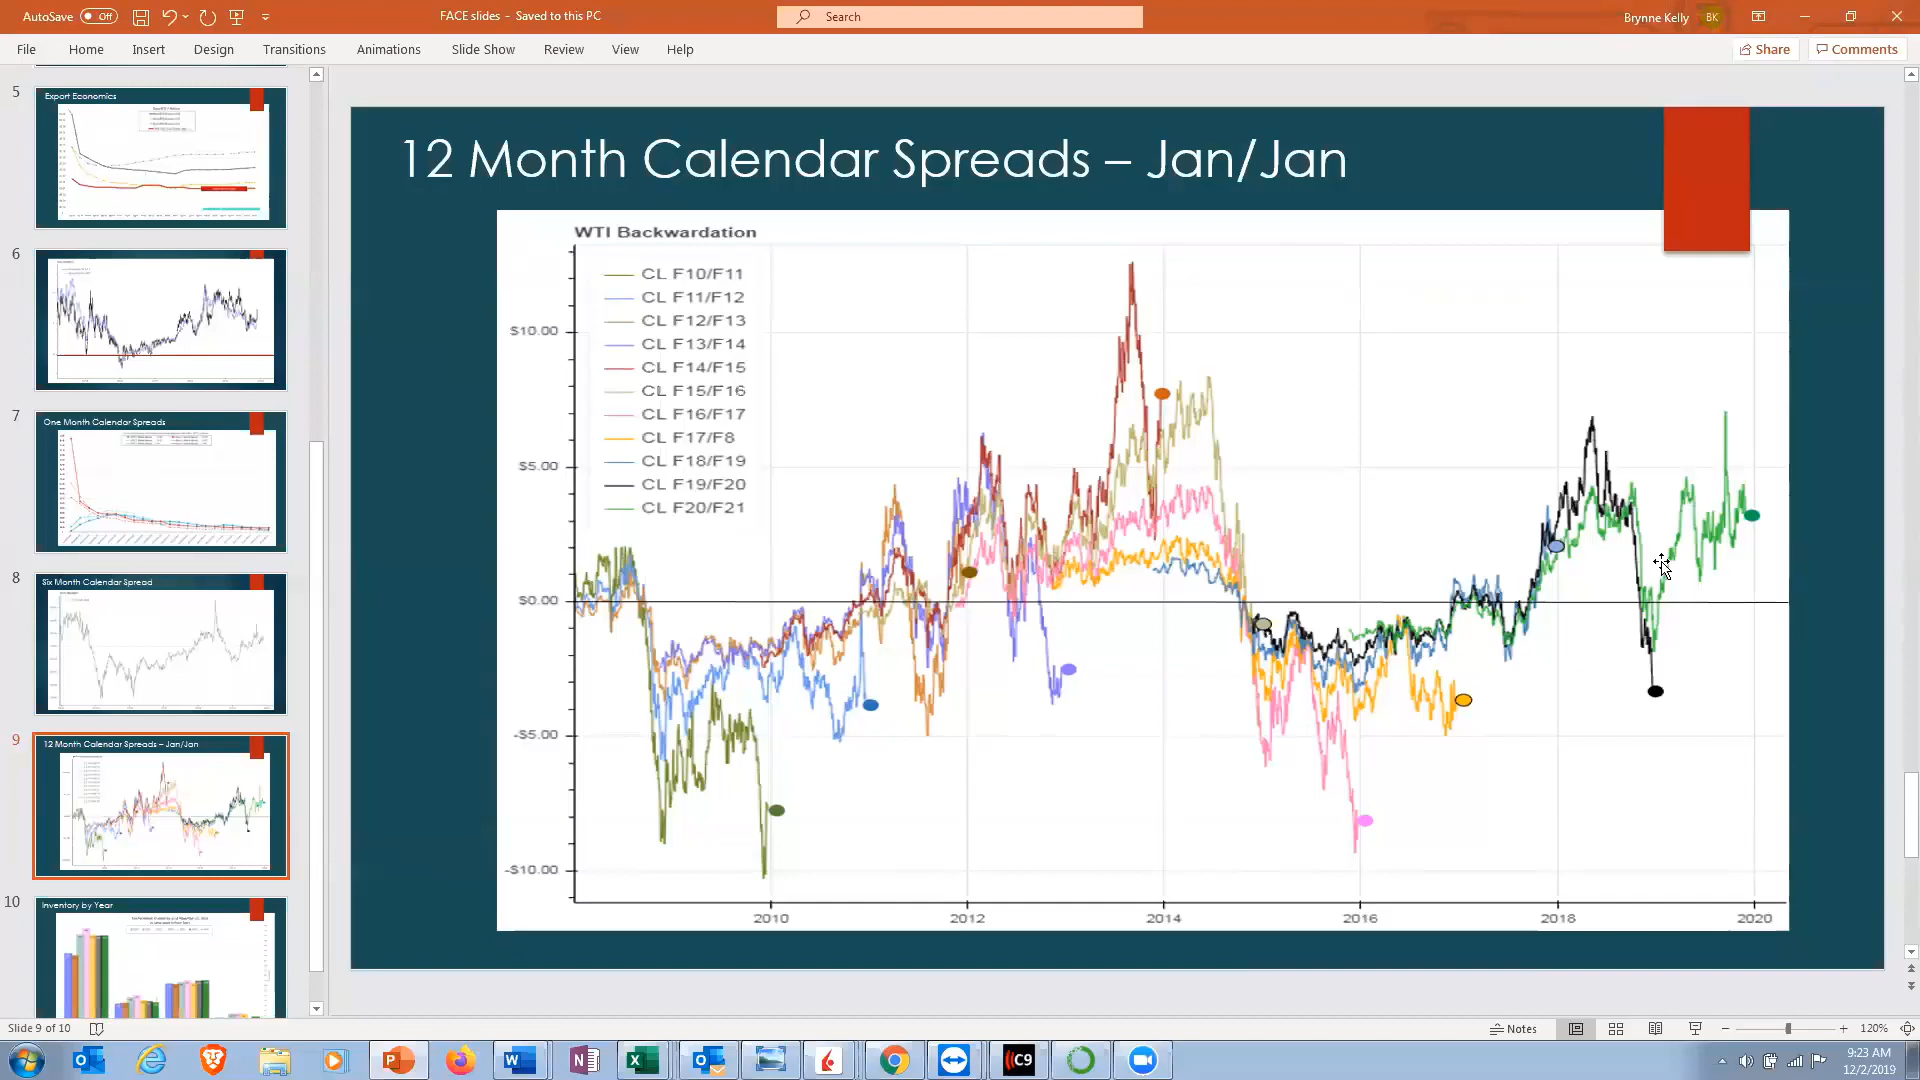 AutoSave Off
FACE slides - Saved to this PC
Search
Brynne Kelly BK
File Home Insert Design Transitions Animations Slide Show Review View Help
Share Comments
5
Export Economics
6
7
One Month Calendar Spreads
8
Six Month Calendar Spread
9
12 Month Calendar Spreads – Jan/Jan
10
Inventory by Year
12 Month Calendar Spreads – Jan/Jan
WTI Backwardation
CL F10/F11
CL F11/F12
CL F12/F13
CL F13/F14
CL F14/F15
CL F15/F16
CL F16/F17
CL F17/F8
CL F18/F19
CL F19/F20
CL F20/F21
$10.00
$5.00
$0.00
-$5.00
-$10.00
2010 2012 2014 2016 2018 2020
Slide 9 of 10
Notes
120%
C9
9:23 AM
12/2/2019